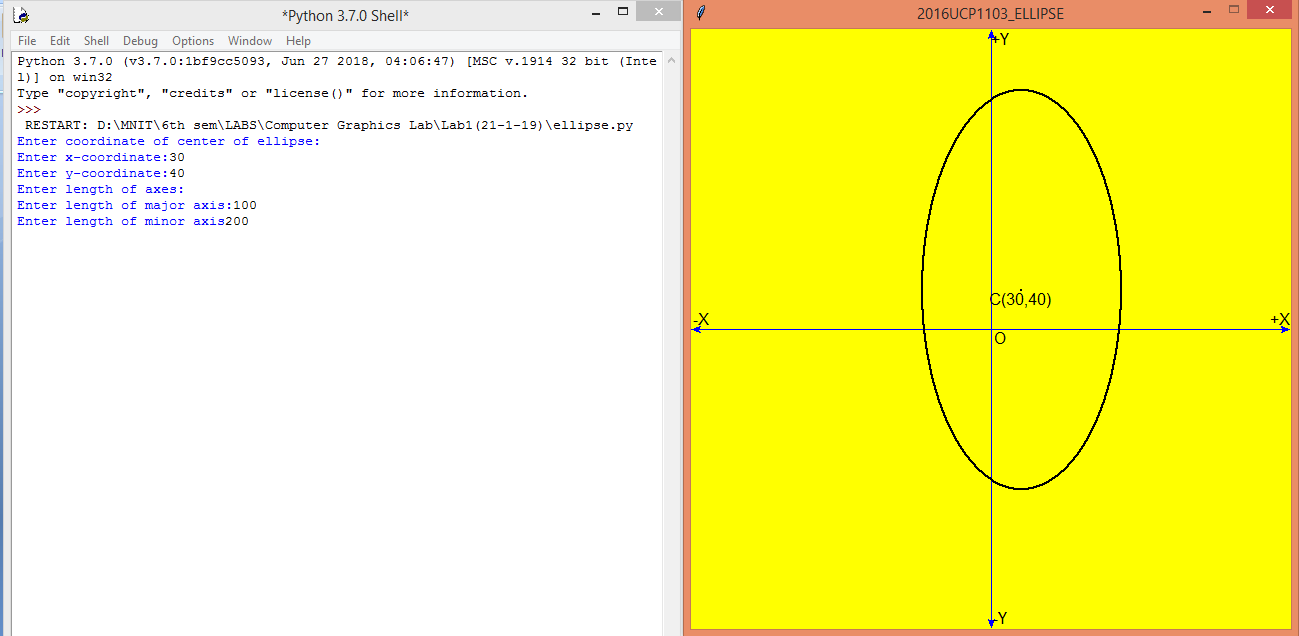 *Python 3.7.0 Shell*
File Edit Shell Debug Options Window Help
Python 3.7.0 (v3.7.0:1bf9cc5093, Jun 27 2018, 04:06:47) [MSC v.1914 32 bit (Inte
l)] on win32
Type "copyright", "credits" or "license()" for more information.
>>>
RESTART: D:\MNIT\6th sem\LABS\Computer Graphics Lab\Lab1(21-1-19)\ellipse.py
Enter coordinate of center of ellipse:
Enter x-coordinate:30
Enter y-coordinate:40
Enter length of axes:
Enter length of major axis:100
Enter length of minor axis200
2016UCP1103_ELLIPSE
+Y
C(30,40)
-X
+X
O
-Y